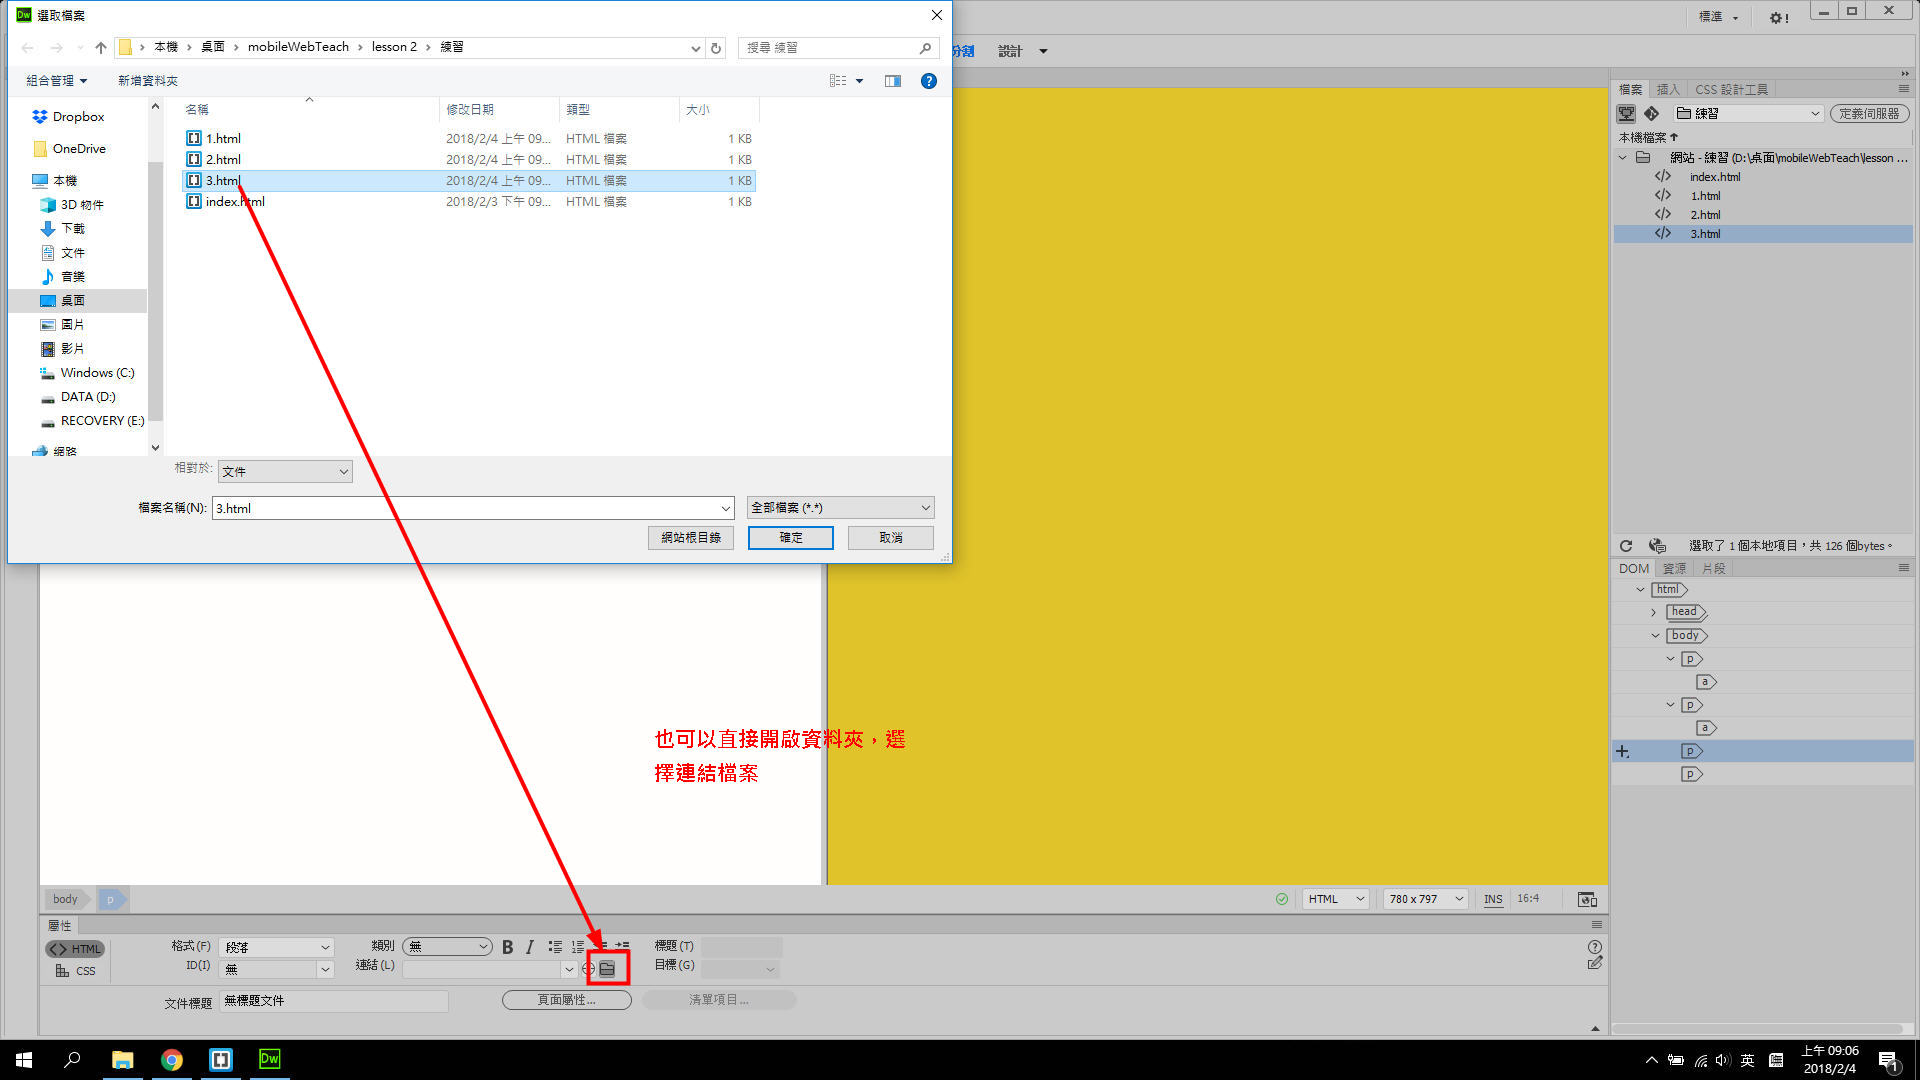 Dw 選取檔案
標準
本機 > 桌面 > mobileWebTeach > lesson 2 > 練習
搜尋 練習
分割 設計
組合管理 新增資料夾
Dropbox
OneDrive
本機
3D 物件
下載
文件
音樂
桌面
圖片
影片
Windows (C:)
DATA (D:)
RECOVERY (E:)
網路
名稱 修改日期 類型 大小
1.html 2018/2/4 上午 09... HTML 檔案 1 KB
2.html 2018/2/4 上午 09... HTML 檔案 1 KB
3.html 2018/2/4 上午 09... HTML 檔案 1 KB
index.html 2018/2/3 下午 09... HTML 檔案 1 KB
相對於: 文件
檔案名稱(N): 3.html 全部檔案 (*.*)
網站根目錄 確定 取消
檔案 插入 CSS 設計工具
練習 定義伺服器
本機檔案
網站 - 練習 (D:\桌面\mobileWebTeach\lesson ...
index.html
1.html
2.html
3.html
選取了 1 個本地項目，共 126 個bytes。
DOM 資源 片段
html
head
body
p
a
p
a
p
p
也可以直接開啟資料夾，選
擇連結檔案
body p
HTML 780 x 797 INS 16:4
屬性
<> HTML 格式(F) 段落 類別 無 B I 標題(T)
CSS ID(I) 無 連結(L) 目標(G)
文件標題 無標題文件 頁面屬性... 清單項目...
Dw
英
上午 09:06
2018/2/4
1